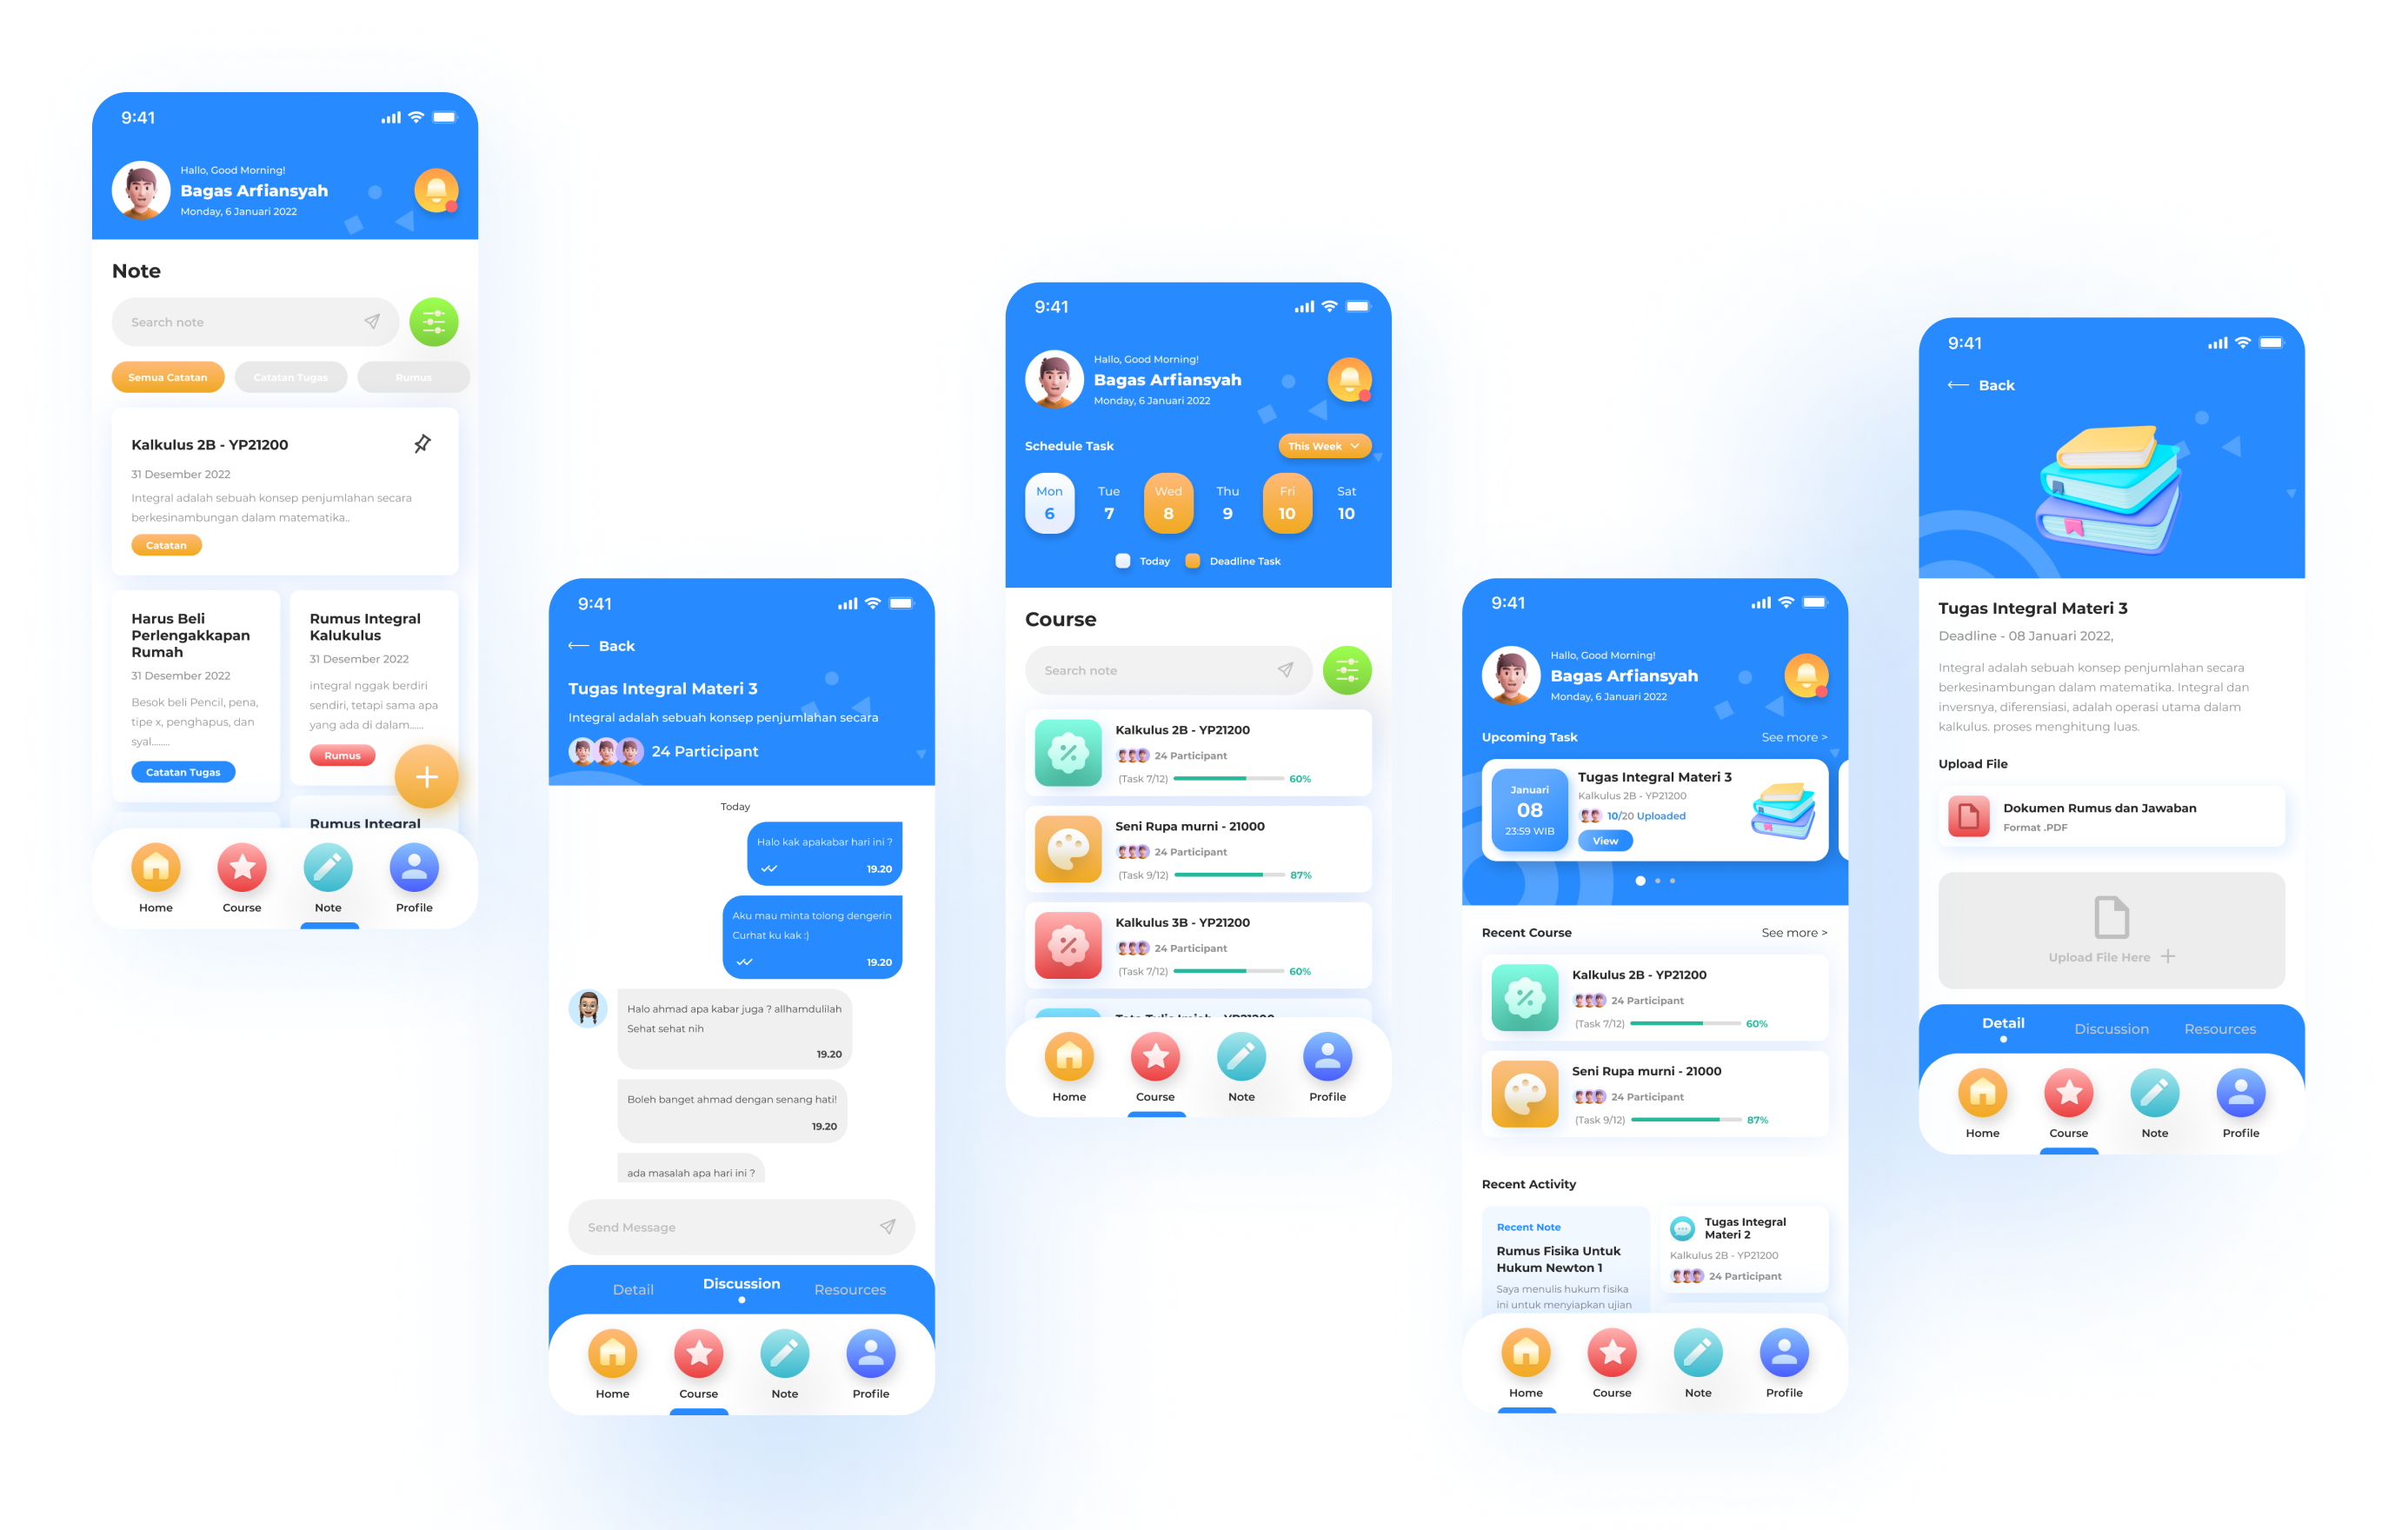 9:41
Hallo, Good Morning!
Bagas Arfiansyah
Monday, 6 Januari 2022
Note
Search note
Semua Catatan
Catatan Tugas
Rumus
Kalkulus 2B - YP21200
31 Desember 2022
Integral adalah sebuah konsep penjumlahan secara
berkesinambungan dalam matematika..
Catatan
Harus Beli
Perlengakkapan
Rumah
31 Desember 2022
Besok beli Pencil, pena,
tipe x, penghapus, dan
syal........
Catatan Tugas
Rumus Integral
Kalukulus
31 Desember 2022
integral nggak berdiri
sendiri, tetapi sama apa
yang ada di dalam......
Rumus
Rumus Integral
Home
Course
Note
Profile
9:41
Back
Tugas Integral Materi 3
Integral adalah sebuah konsep penjumlahan secara
24 Participant
Today
Halo kak apakabar hari ini ?
19.20
Aku mau minta tolong dengerin
Curhat ku kak :)
19.20
Halo ahmad apa kabar juga ? allhamdulilah
Sehat sehat nih
19.20
Boleh banget ahmad dengan senang hati!
19.20
ada masalah apa hari ini ?
Send Message
Detail
Discussion
Resources
Home
Course
Note
Profile
9:41
Hallo, Good Morning!
Bagas Arfiansyah
Monday, 6 Januari 2022
Schedule Task
This Week
Mon
6
Tue
7
Wed
8
Thu
9
Fri
10
Sat
10
Today
Deadline Task
Course
Search note
Kalkulus 2B - YP21200
24 Participant
(Task 7/12)
60%
Seni Rupa murni - 21000
24 Participant
(Task 9/12)
87%
Kalkulus 3B - YP21200
24 Participant
(Task 7/12)
60%
Home
Course
Note
Profile
9:41
Hallo, Good Morning!
Bagas Arfiansyah
Monday, 6 Januari 2022
Upcoming Task
See more >
Januari
08
23:59 WIB
Tugas Integral Materi 3
Kalkulus 2B - YP21200
10/20 Uploaded
View
Recent Course
See more >
Kalkulus 2B - YP21200
24 Participant
(Task 7/12)
60%
Seni Rupa murni - 21000
24 Participant
(Task 9/12)
87%
Recent Activity
Recent Note
Rumus Fisika Untuk
Hukum Newton 1
Saya menulis hukum fisika
ini untuk menyiapkan ujian
Tugas Integral
Materi 2
Kalkulus 2B - YP21200
24 Participant
Home
Course
Note
Profile
9:41
Back
Tugas Integral Materi 3
Deadline - 08 Januari 2022,
Integral adalah sebuah konsep penjumlahan secara
berkesinambungan dalam matematika. Integral dan
inversnya, diferensiasi, adalah operasi utama dalam
kalkulus. proses menghitung luas.
Upload File
Dokumen Rumus dan Jawaban
Format .PDF
Upload File Here
Detail
Discussion
Resources
Home
Course
Note
Profile